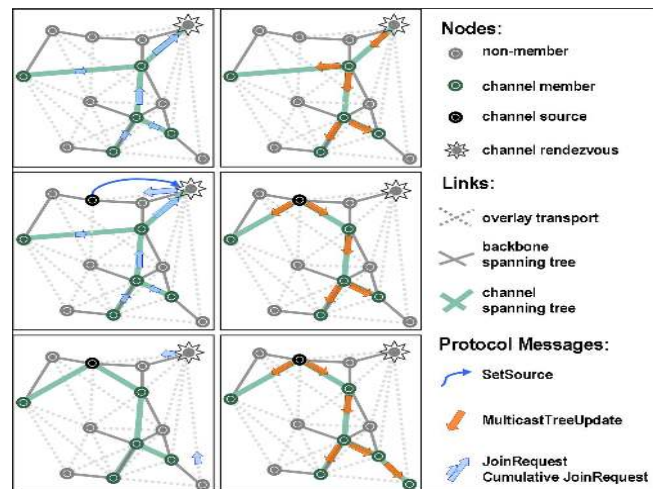 Nodes:
non-member
channel member
channel source
channel rendezvous
Links:
overlay transport
backbone
spanning tree
channel
spanning tree
Protocol Messages:
SetSource
MulticastTreeUpdate
JoinRequest
Cumulative JoinRequest